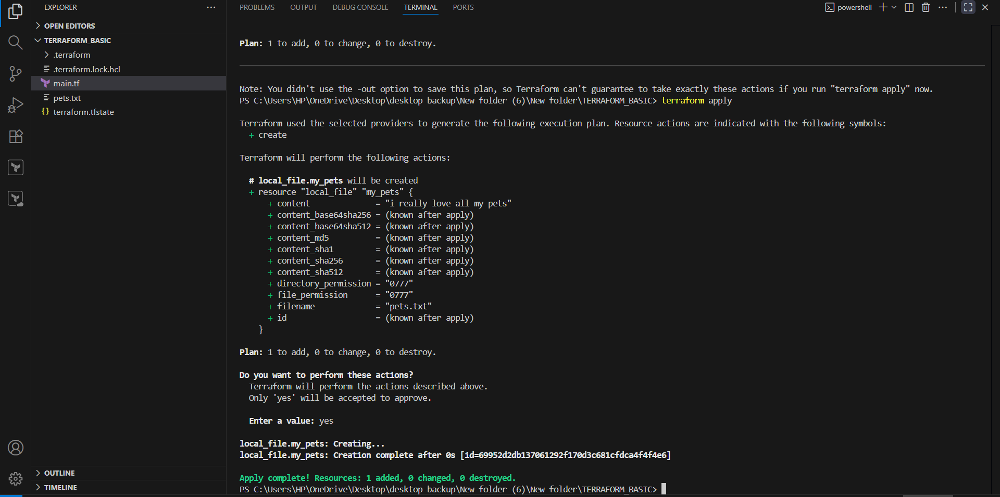 EXPLORER
OPEN EDITORS
TERRAFORM_BASIC
.terraform
.terraform.lock.hcl
main.tf
pets.txt
terraform.tfstate
OUTLINE
TIMELINE
PROBLEMS OUTPUT DEBUG CONSOLE TERMINAL PORTS
powershell
Plan: 1 to add, 0 to change, 0 to destroy.
Note: You didn't use the -out option to save this plan, so Terraform can't guarantee to take exactly these actions if you run "terraform apply" now.
PS C:\Users\HP\OneDrive\Desktop\desktop backup\New folder (6)\New folder\TERRAFORM_BASIC> terraform apply
Terraform used the selected providers to generate the following execution plan. Resource actions are indicated with the following symbols:
+ create
Terraform will perform the following actions:
# local_file.my_pets will be created
+ resource "local_file" "my_pets" {
+ content = "i really love all my pets"
+ content_base64sha256 = (known after apply)
+ content_base64sha512 = (known after apply)
+ content_md5 = (known after apply)
+ content_sha1 = (known after apply)
+ content_sha256 = (known after apply)
+ content_sha512 = (known after apply)
+ directory_permission = "0777"
+ file_permission = "0777"
+ filename = "pets.txt"
+ id = (known after apply)
}
Plan: 1 to add, 0 to change, 0 to destroy.
Do you want to perform these actions?
Terraform will perform the actions described above.
Only 'yes' will be accepted to approve.
Enter a value: yes
local_file.my_pets: Creating...
local_file.my_pets: Creation complete after 0s [id=69952d2db137061292f170d3c681cfdca4f4f4e6]
Apply complete! Resources: 1 added, 0 changed, 0 destroyed.
PS C:\Users\HP\OneDrive\Desktop\desktop backup\New folder (6)\New folder\TERRAFORM_BASIC>